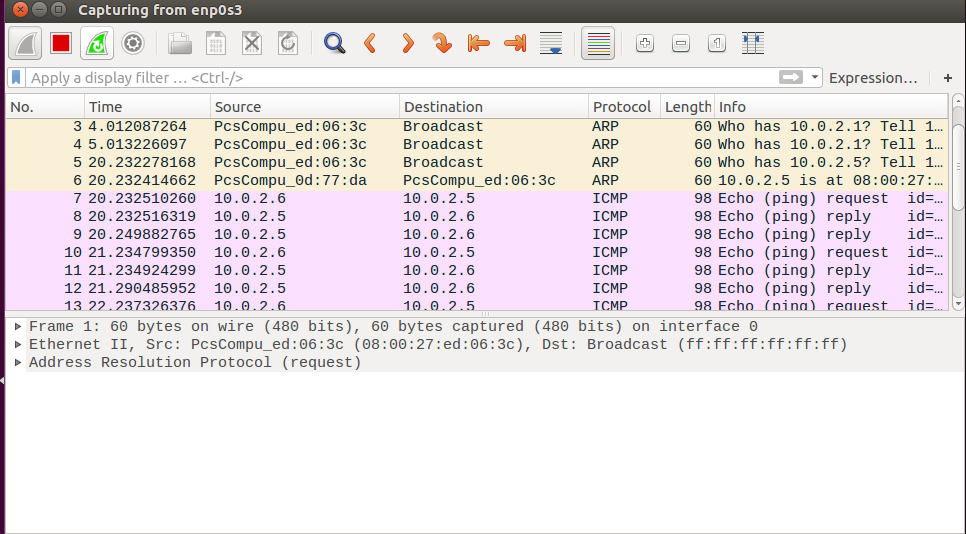 Capturing from enp0s3
Apply a display filter ... <Ctrl-/> Expression... +
No. Time Source Destination Protocol Length Info
3 4.012087264 PcsCompu_ed:06:3c Broadcast ARP 60 Who has 10.0.2.1? Tell 1...
4 5.013226097 PcsCompu_ed:06:3c Broadcast ARP 60 Who has 10.0.2.1? Tell 1...
5 20.232278168 PcsCompu_ed:06:3c Broadcast ARP 60 Who has 10.0.2.5? Tell 1...
6 20.232414662 PcsCompu_0d:77:da PcsCompu_ed:06:3c ARP 60 10.0.2.5 is at 08:00:27:...
7 20.232510260 10.0.2.6 10.0.2.5 ICMP 98 Echo (ping) request id=...
8 20.232516319 10.0.2.5 10.0.2.6 ICMP 98 Echo (ping) reply id=...
9 20.249882765 10.0.2.5 10.0.2.6 ICMP 98 Echo (ping) reply id=...
10 21.234799350 10.0.2.6 10.0.2.5 ICMP 98 Echo (ping) request id=...
11 21.234924299 10.0.2.5 10.0.2.6 ICMP 98 Echo (ping) reply id=...
12 21.290485952 10.0.2.5 10.0.2.6 ICMP 98 Echo (ping) reply id=...
13 22.237326376 10.0.2.6 10.0.2.5 ICMP 98 Echo (ping) request id=...
Frame 1: 60 bytes on wire (480 bits), 60 bytes captured (480 bits) on interface 0
Ethernet II, Src: PcsCompu_ed:06:3c (08:00:27:ed:06:3c), Dst: Broadcast (ff:ff:ff:ff:ff:ff)
Address Resolution Protocol (request)